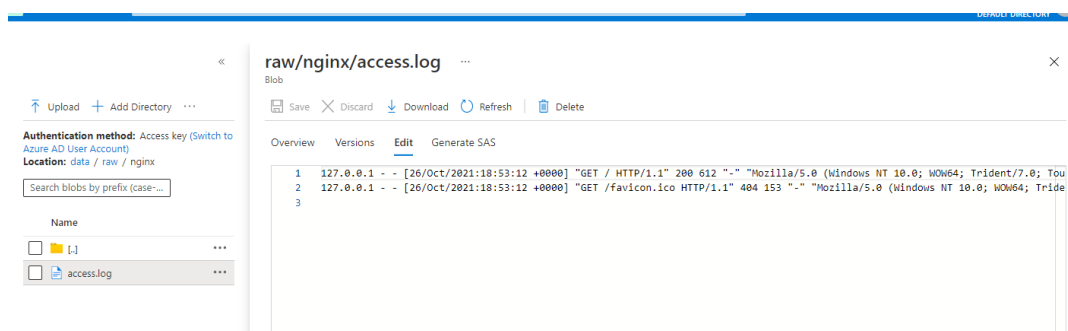 DEFAULT DIRECTORY
«
Upload Add Directory ...
Authentication method: Access key (Switch to
Azure AD User Account)
Location: data / raw / nginx
Search blobs by prefix (case-...
Name
[..] ...
access.log ...
raw/nginx/access.log ...
Blob
Save Discard Download Refresh Delete
Overview Versions Edit Generate SAS
1 127.0.0.1 - - [26/Oct/2021:18:53:12 +0000] "GET / HTTP/1.1" 200 612 "-" "Mozilla/5.0 (Windows NT 10.0; WOW64; Trident/7.0; Tou
2 127.0.0.1 - - [26/Oct/2021:18:53:12 +0000] "GET /favicon.ico HTTP/1.1" 404 153 "-" "Mozilla/5.0 (Windows NT 10.0; WOW64; Tride
3